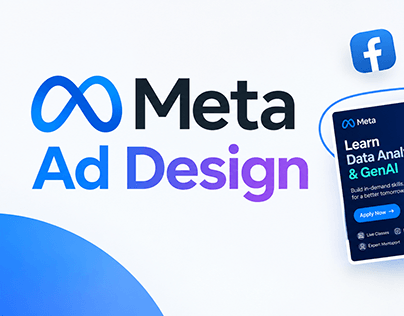 Meta
Ad Design
Meta
Learn
Data Analy
& GenAI
Build in-demand skills
for a better tomorrow
Apply Now →
Live Classes
Expert Mentorship